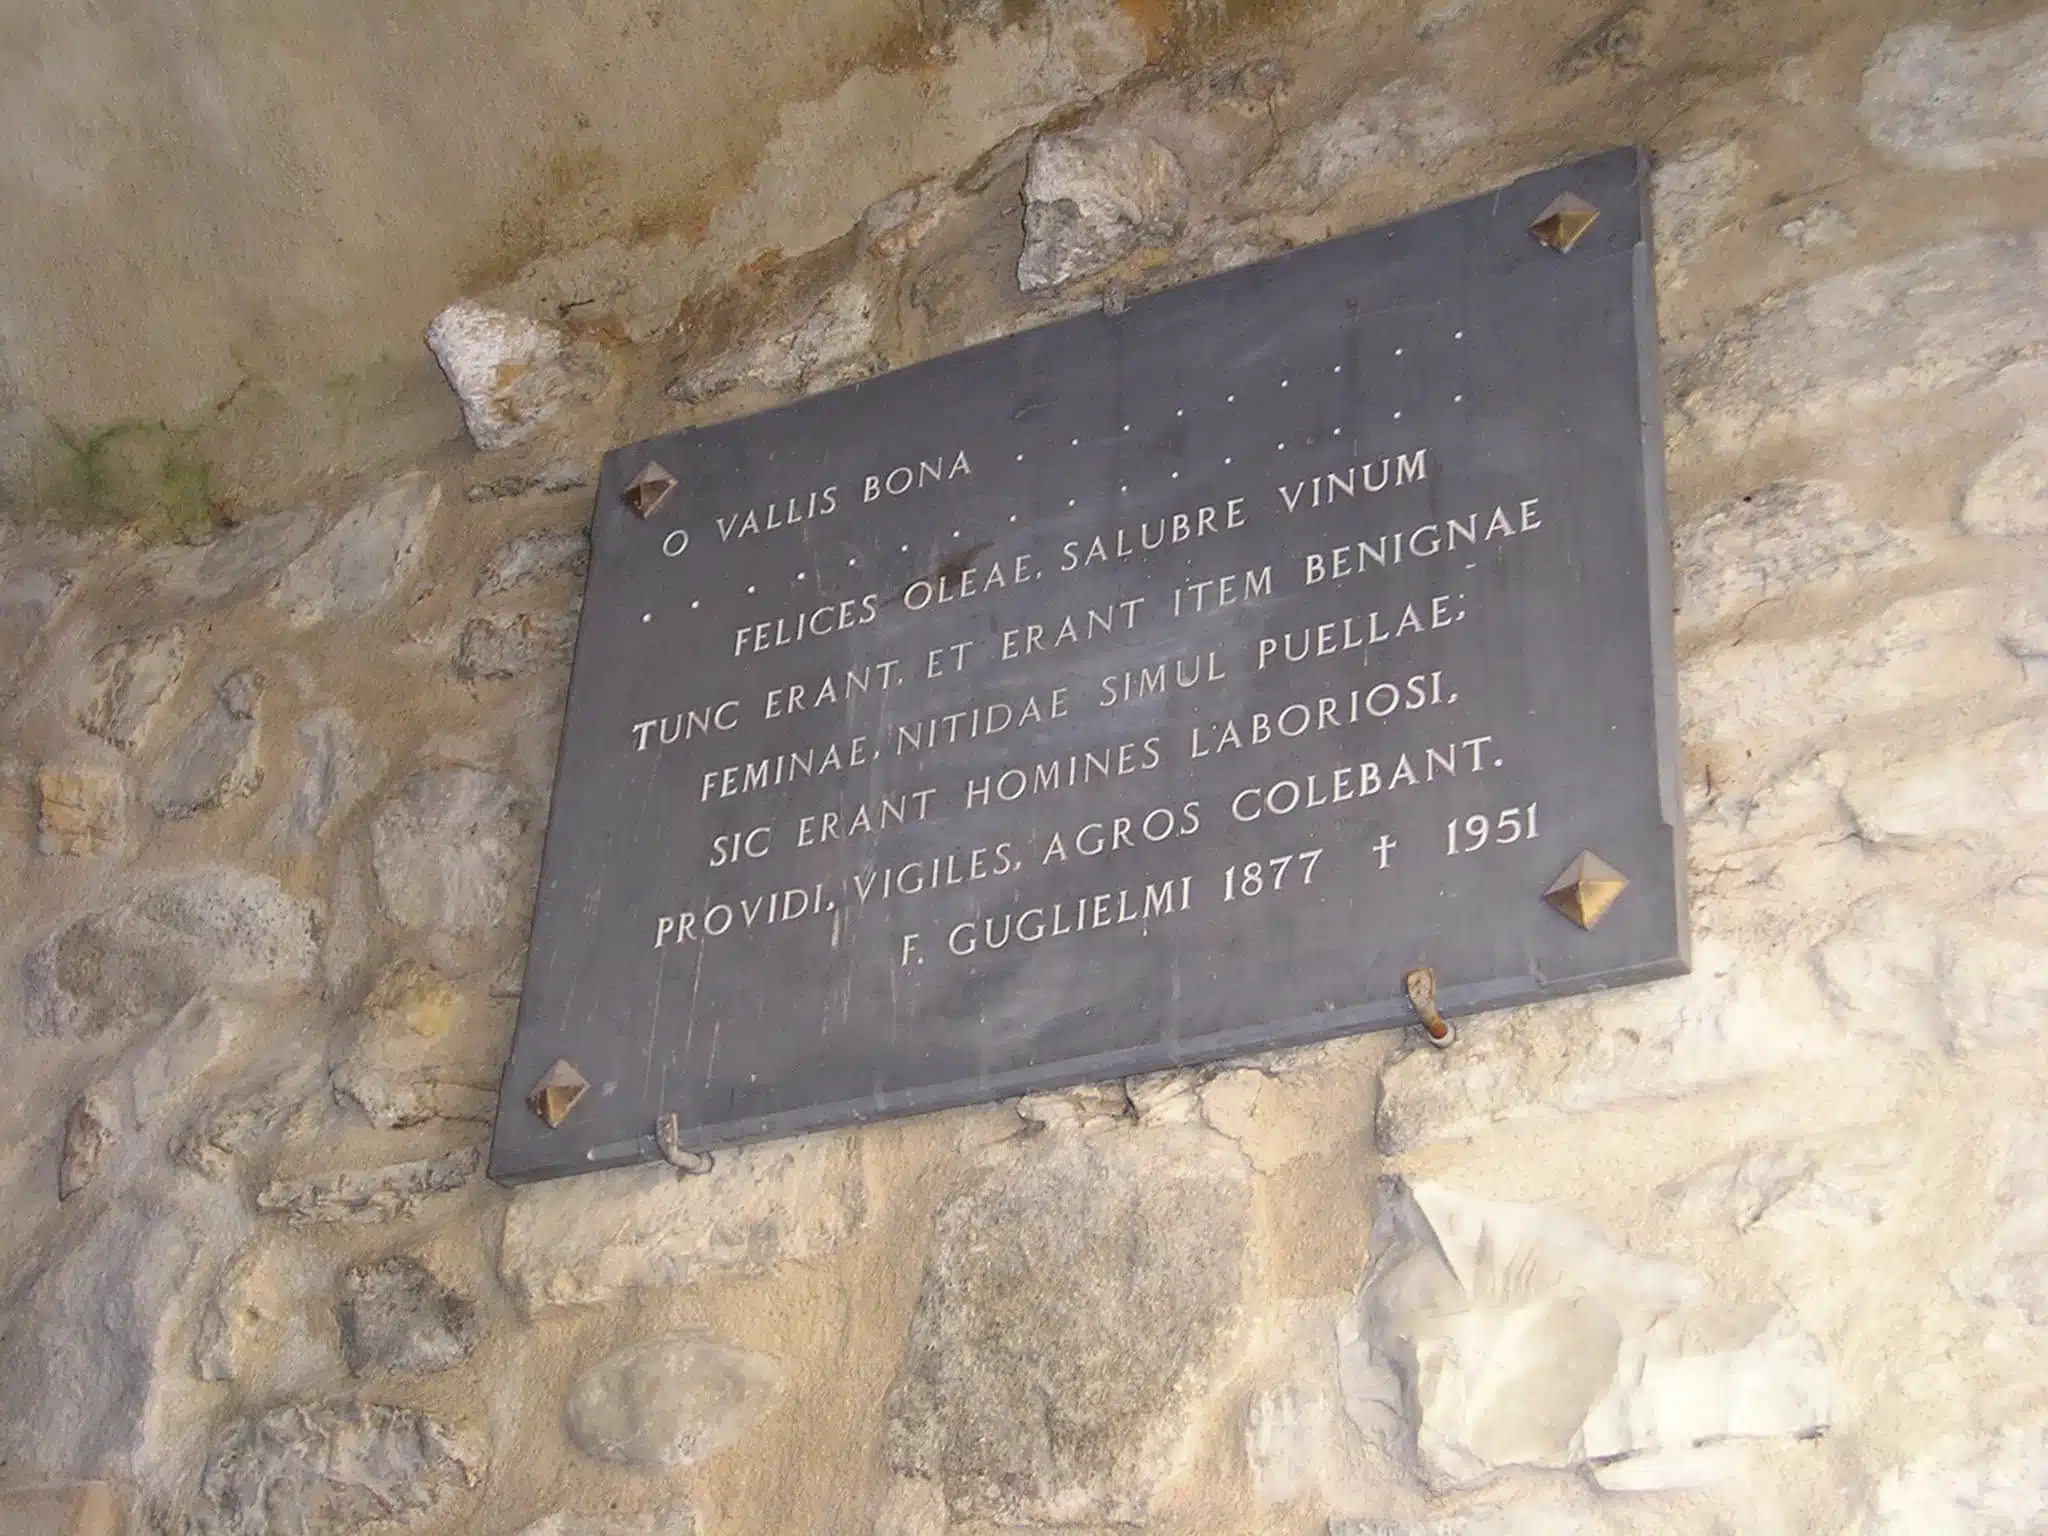 O VALLIS BONA . . . . . . . . .
. . . . . . . . . . . . . . . .
FELICES OLEAE, SALUBRE VINUM
TUNC ERANT, ET ERANT ITEM BENIGNAE
FEMINAE, NITIDAE SIMUL PUELLAE;
SIC ERANT HOMINES LABORIOSI,
PROVIDI, VIGILES, AGROS COLEBANT.
F. GUGLIELMI 1877 † 1951